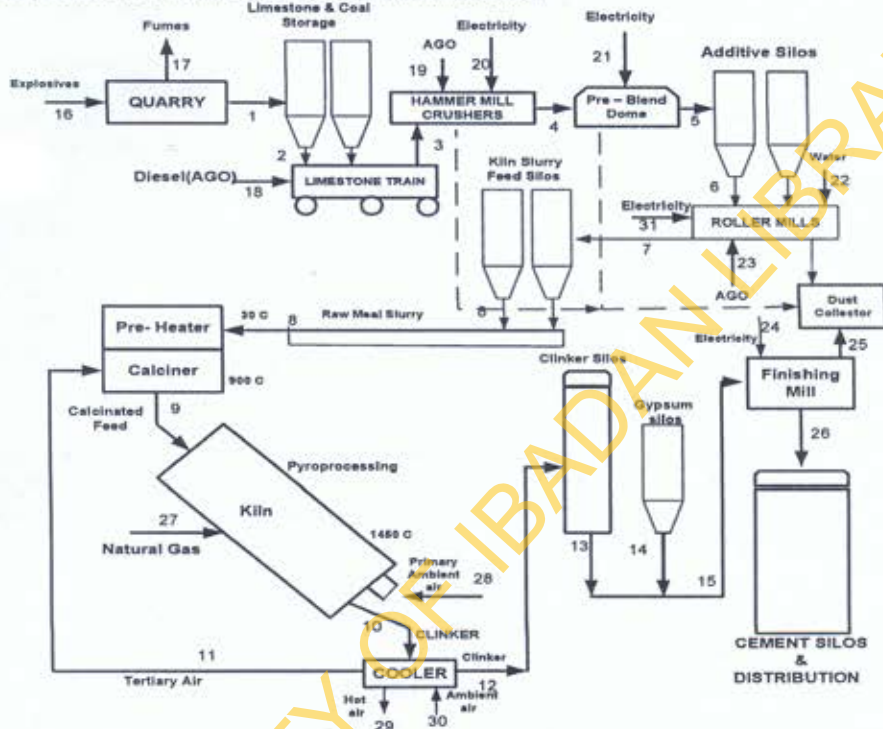 Limestone & Coal
Storage
Fumes
17
Explosives
16
QUARRY
1
2
Diesel(AGO)
18
LIMESTONE TRAIN
3
AGO
19
Electricity
20
HAMMER MILL
CRUSHERS
4
Electricity
21
Pre - Blend
Dome
5
Additive Silos
6
Water
22
Electricity
31
ROLLER MILLS
7
23
AGO
Kiln Slurry
Feed Silos
8
Dust
Collector
24
Electricity
25
Finishing
Mill
26
CEMENT SILOS
&
DISTRIBUTION
Pre- Heater
30 C
8
Raw Meal Slurry
Calciner
900 C
9
Calcinated
Feed
Pyroprocessing
Kiln
1450 C
27
Natural Gas
Primary
Ambient
air
28
10
CLINKER
11
Tertiary Air
COOLER
Clinker
12
Hot
air
29
Ambient
air
30
Clinker Silos
13
Gypsum
silos
14
15
UNIVERSITY OF IBADAN LIBRARY